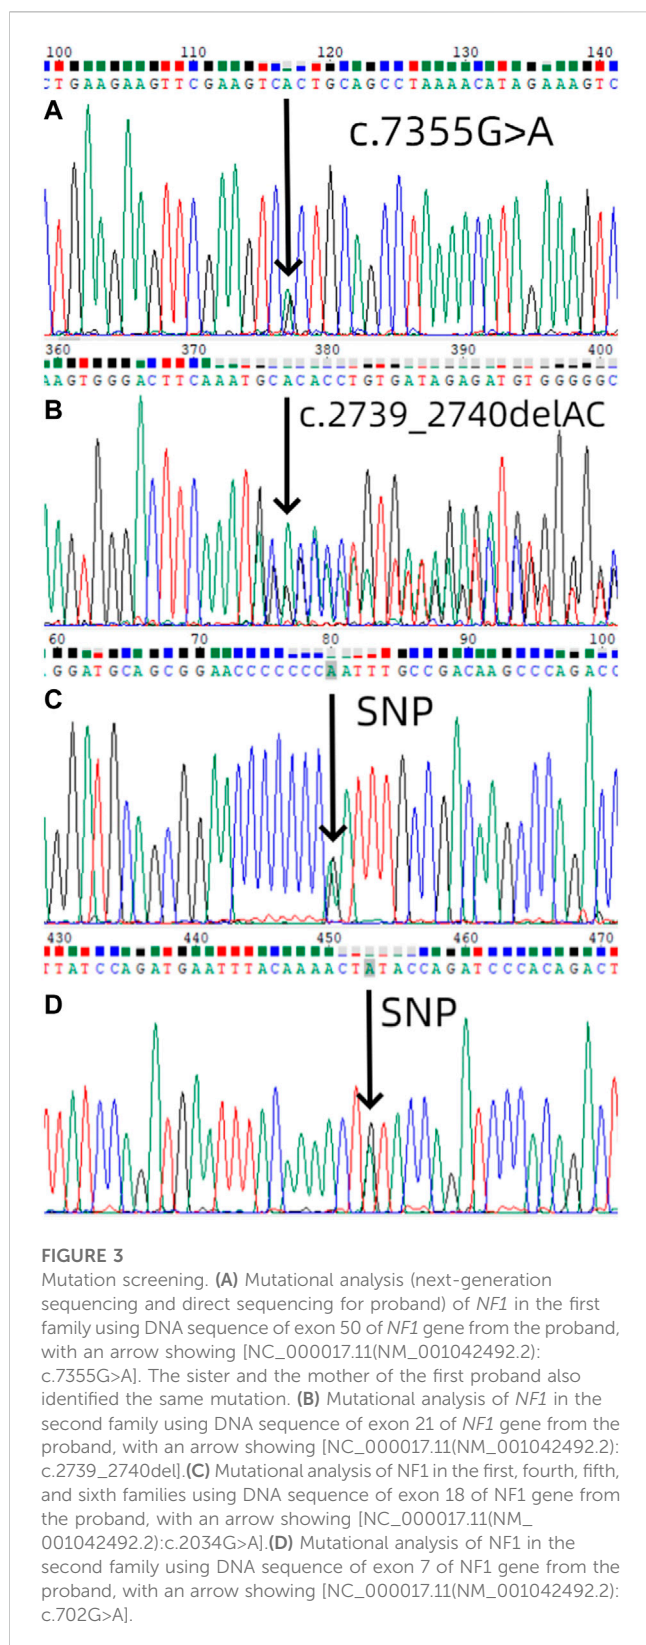 100 110 120 130 140
CTGAAGAAGTTCGAAGTCACTGCAGCCTAAAACATAGAAAGTC
A
c.7355G>A
360 370 380 390 400
AAGTGGGACTTCAAATGCACACCTGTGATAGAGATGTGGGGGC
B
c.2739_2740delAC
60 70 80 90 100
GGATGCAGCGGAACCCCCCCAATTTGCCGACAAGCCCAGACC
C
SNP
430 440 450 460 470
TTATCCAGATGAATTTACAAAACTATACCAGATCCCACAGACT
D
SNP
FIGURE 3
Mutation screening. (A) Mutational analysis (next-generation
sequencing and direct sequencing for proband) of NF1 in the first
family using DNA sequence of exon 50 of NF1 gene from the proband,
with an arrow showing [NC_000017.11(NM_001042492.2):
c.7355G>A]. The sister and the mother of the first proband also
identified the same mutation. (B) Mutational analysis of NF1 in the
second family using DNA sequence of exon 21 of NF1 gene from the
proband, with an arrow showing [NC_000017.11(NM_001042492.2):
c.2739_2740del].(C) Mutational analysis of NF1 in the first, fourth, fifth,
and sixth families using DNA sequence of exon 18 of NF1 gene from
the proband, with an arrow showing [NC_000017.11(NM_
001042492.2):c.2034G>A].(D) Mutational analysis of NF1 in the
second family using DNA sequence of exon 7 of NF1 gene from the
proband, with an arrow showing [NC_000017.11(NM_001042492.2):
c.702G>A].